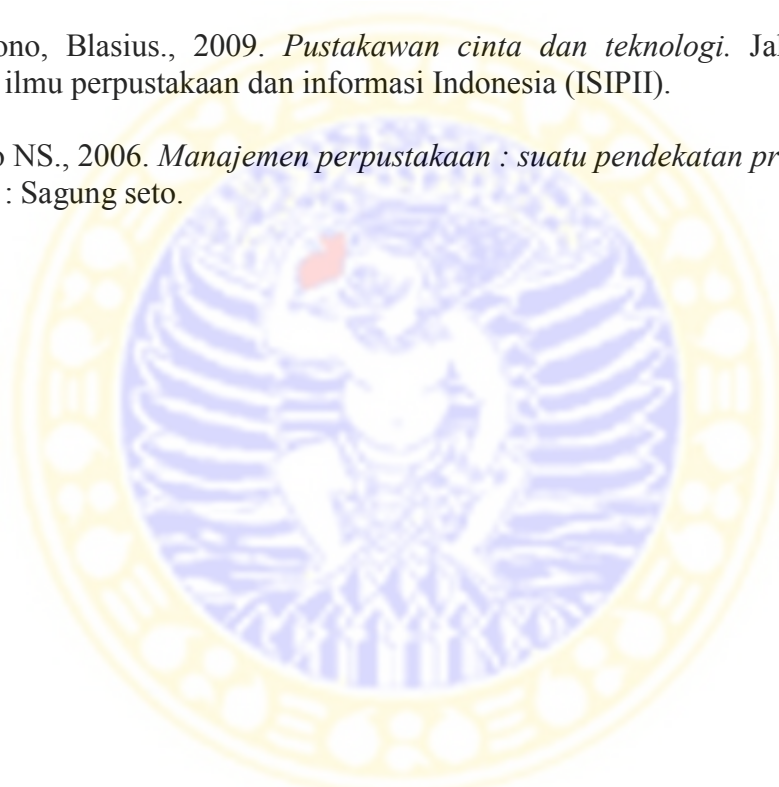 ono, Blasius., 2009. Pustakawan cinta dan teknologi. Jal
ilmu perpustakaan dan informasi Indonesia (ISIPII).
o NS., 2006. Manajemen perpustakaan : suatu pendekatan pr
: Sagung seto.